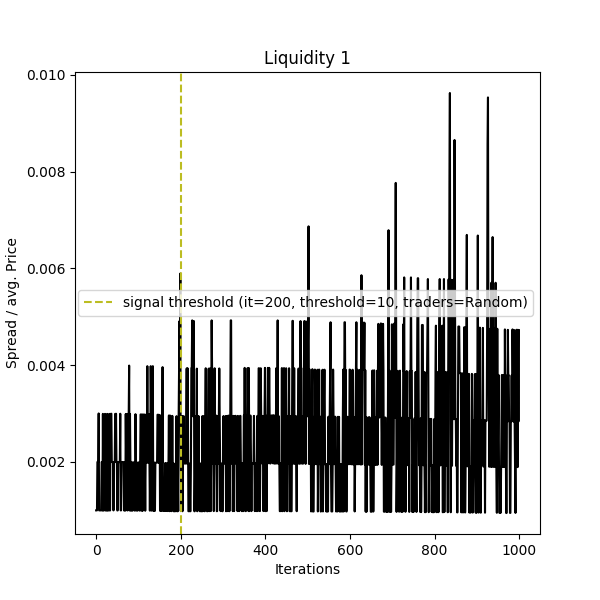 Liquidity 1
0.010
0.008
0.006
0.004
0.002
Spread / avg. Price
signal threshold (it=200, threshold=10, traders=Random)
0 200 400 600 800 1000
Iterations